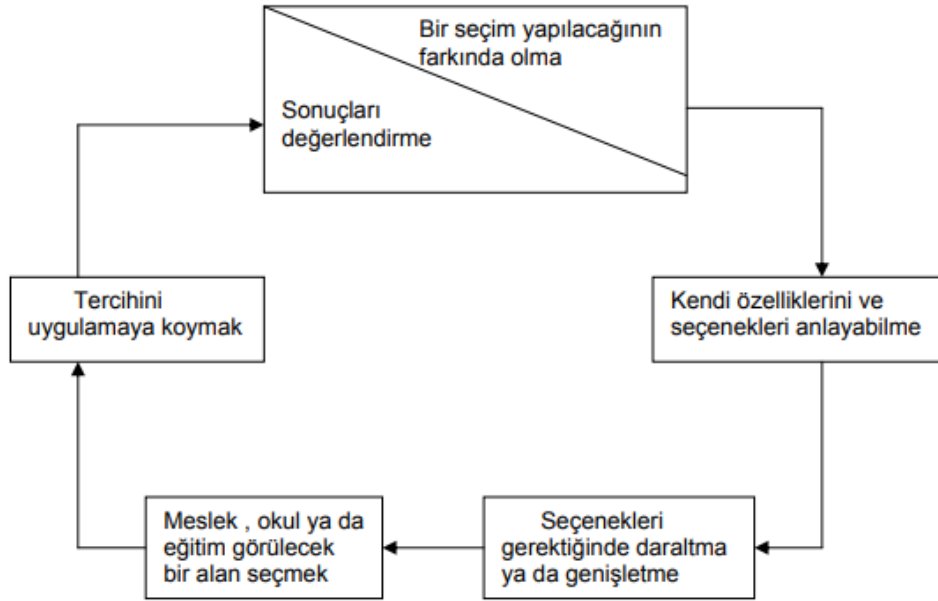 Bir seçim yapılacağının
farkında olma
Sonuçları
değerlendirme
Kendi özelliklerini ve
seçenekleri anlayabilme
Seçenekleri
gerektiğinde daraltma
ya da genişletme
Meslek , okul ya da
eğitim görülecek
bir alan seçmek
Tercihini
uygulamaya koymak